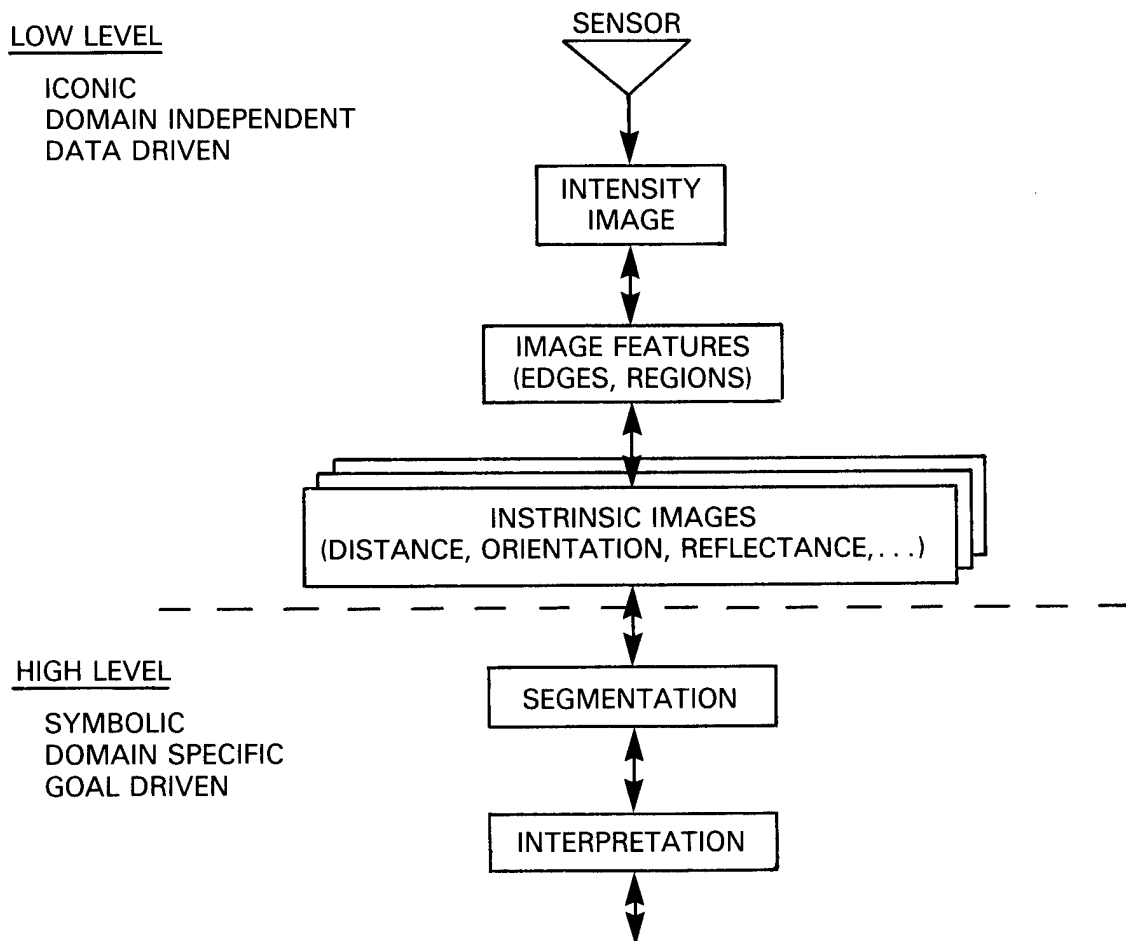 LOW LEVEL
ICONIC
DOMAIN INDEPENDENT
DATA DRIVEN
SENSOR
INTENSITY
IMAGE
IMAGE FEATURES
(EDGES, REGIONS)
INSTRINSIC IMAGES
(DISTANCE, ORIENTATION, REFLECTANCE,...)
HIGH LEVEL
SYMBOLIC
DOMAIN SPECIFIC
GOAL DRIVEN
SEGMENTATION
INTERPRETATION